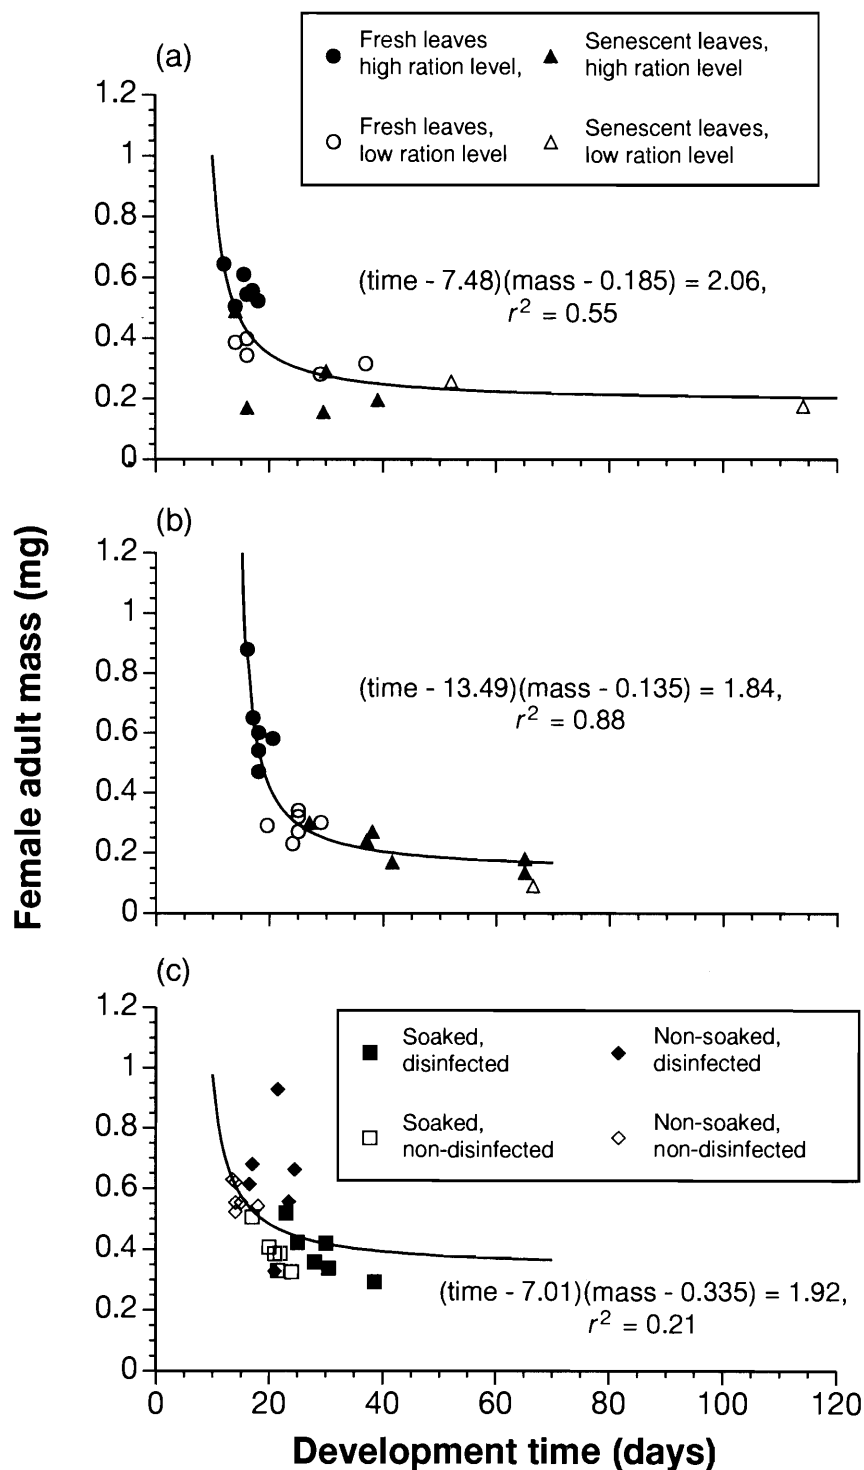 (a)
Fresh leaves
high ration level,
Senescent leaves,
high ration level
Fresh leaves,
low ration level
Senescent leaves,
low ration level
1.2
1
0.8
0.6
0.4
0.2
0
(time - 7.48)(mass - 0.185) = 2.06,
r² = 0.55
(b)
1.2
1
0.8
0.6
0.4
0.2
0
(time - 13.49)(mass - 0.135) = 1.84,
r² = 0.88
Female adult mass (mg)
(c)
1.2
1
0.8
0.6
0.4
0.2
0
Soaked,
disinfected
Non-soaked,
disinfected
Soaked,
non-disinfected
Non-soaked,
non-disinfected
(time - 7.01)(mass - 0.335) = 1.92,
r² = 0.21
0 20 40 60 80 100 120
Development time (days)